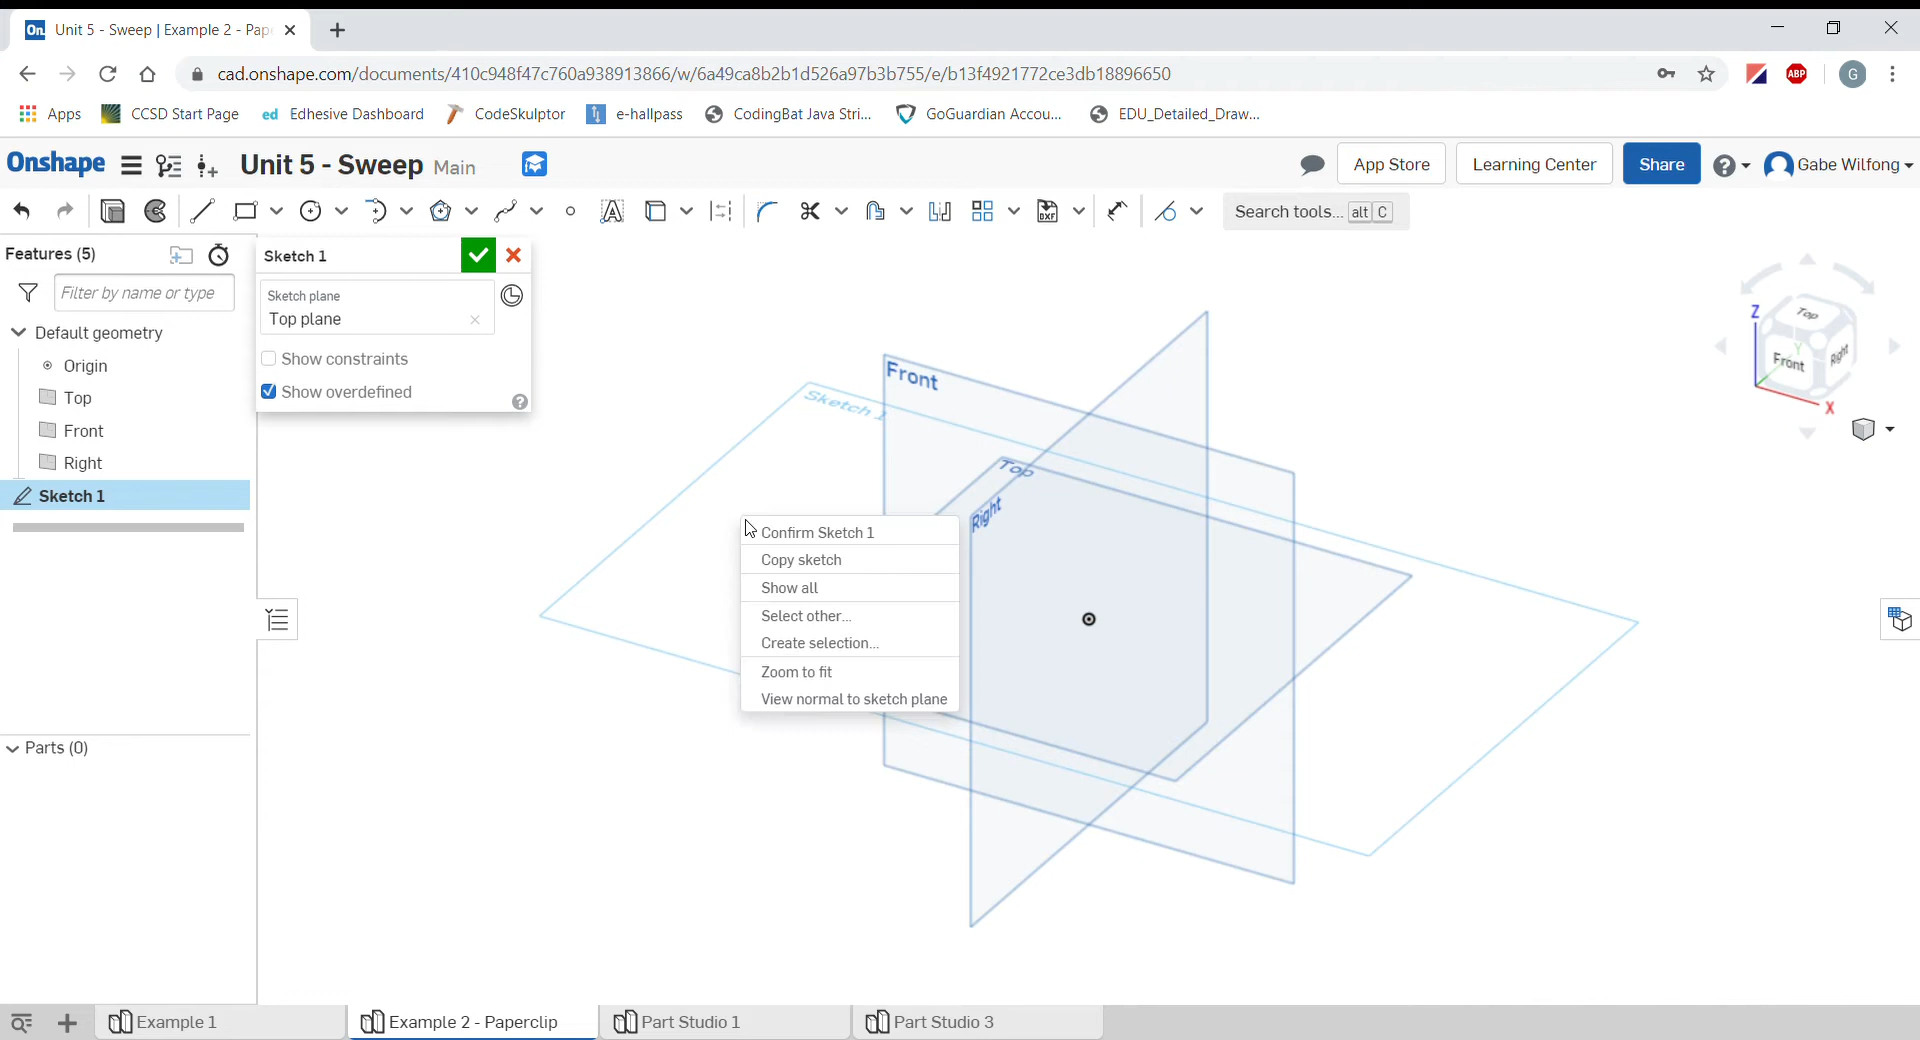 On Unit 5 - Sweep | Example 2 - Pap
cad.onshape.com/documents/410c948f47c760a938913866/w/6a49ca8b2b1d526a97b3b755/e/b13f4921772ce3db18896650
ABP
G
Apps
CCSD Start Page
ed Edhesive Dashboard
CodeSkulptor
e-hallpass
CodingBat Java Stri...
GoGuardian Accou...
EDU_Detailed_Draw...
Onshape
Unit 5 - Sweep Main
App Store
Learning Center
Share
Gabe Wilfong
DXF
Search tools... alt C
Features (5)
Filter by name or type
Default geometry
Origin
Top
Front
Right
Sketch 1
Parts (0)
Sketch 1
Sketch plane
Top plane
Show constraints
Show overdefined
Front
Sketch 1
Top
Right
Confirm Sketch 1
Copy sketch
Show all
Select other...
Create selection...
Zoom to fit
View normal to sketch plane
Z
Top
Y
Front
Right
X
Example 1
Example 2 - Paperclip
Part Studio 1
Part Studio 3